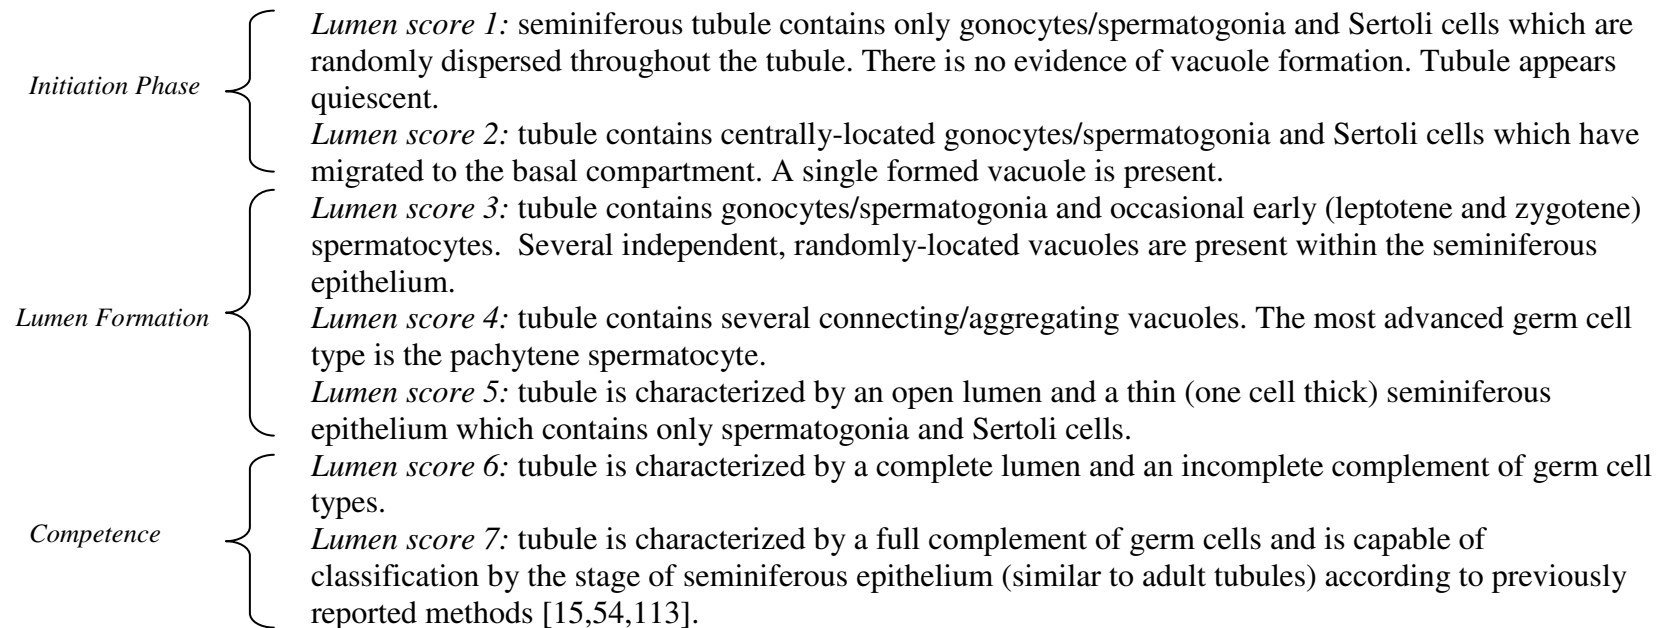 Lumen score 1: seminiferous tubule contains only gonocytes/spermatogonia and Sertoli cells which are
randomly dispersed throughout the tubule. There is no evidence of vacuole formation. Tubule appears
quiescent.
Initiation Phase
Lumen score 2: tubule contains centrally-located gonocytes/spermatogonia and Sertoli cells which have
migrated to the basal compartment. A single formed vacuole is present.
Lumen score 3: tubule contains gonocytes/spermatogonia and occasional early (leptotene and zygotene)
spermatocytes.  Several independent, randomly-located vacuoles are present within the seminiferous
epithelium.
Lumen Formation
Lumen score 4: tubule contains several connecting/aggregating vacuoles. The most advanced germ cell
type is the pachytene spermatocyte.
Lumen score 5: tubule is characterized by an open lumen and a thin (one cell thick) seminiferous
epithelium which contains only spermatogonia and Sertoli cells.
Lumen score 6: tubule is characterized by a complete lumen and an incomplete complement of germ cell
types.
Competence
Lumen score 7: tubule is characterized by a full complement of germ cells and is capable of
classification by the stage of seminiferous epithelium (similar to adult tubules) according to previously
reported methods [15,54,113].